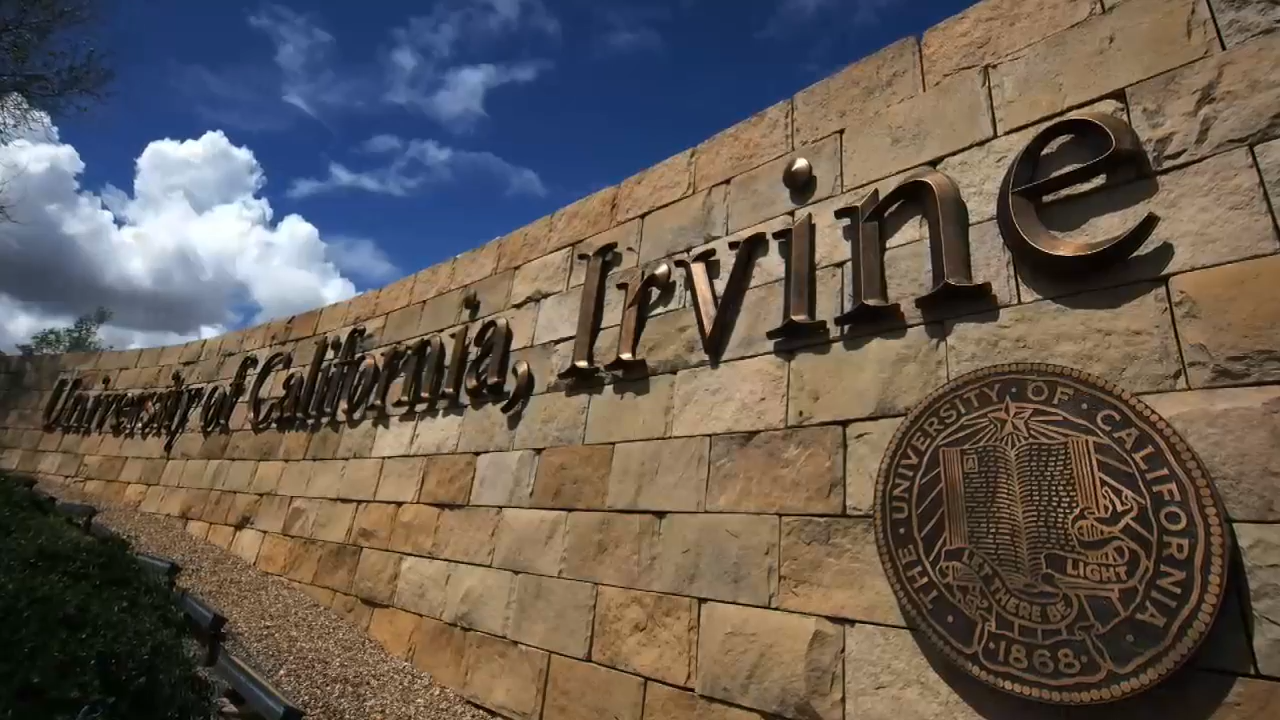 University of California, Irvine
THE · UNIVERSITY · OF · CALIFORNIA ·
A
LET THERE BE
LIGHT
·1868·